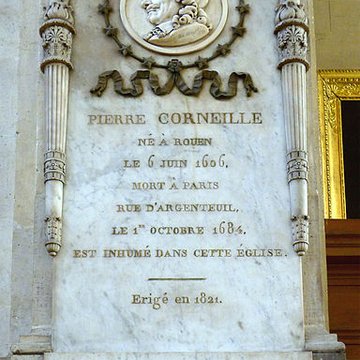 PIERRE CORNEILLE
NÉ À ROUEN
LE 6 JUIN 1606.
MORT À PARIS
RUE D'ARGENTEUIL.
LE 1er OCTOBRE 1684.
EST INHUMÉ DANS CETTE ÉGLISE.
Erigé en 1821.